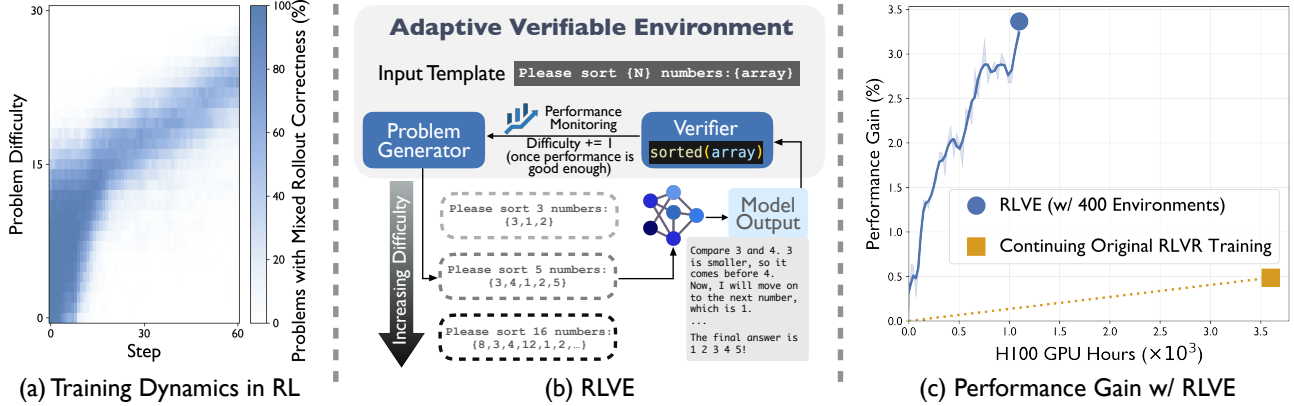 30
15
0
Problem Difficulty
0
30
60
Step
100
80
60
40
20
0
Problems with Mixed Rollout Correctness (%)
(a) Training Dynamics in RL
Adaptive Verifiable Environment
Input Template
Please sort {N} numbers:{array}
Problem
Generator
Performance
Monitoring
Difficulty += 1
(once performance is
good enough)
Verifier
sorted(array)
Increasing Difficulty
Please sort 3 numbers:
{3,1,2}
Please sort 5 numbers:
{3,4,1,2,5}
Please sort 16 numbers:
{8,3,4,12,1,2,…}
Model
Output
Compare 3 and 4. 3
is smaller, so it
comes before 4.
Now, I will move on
to the next number,
which is 1.
...
The final answer is
1 2 3 4 5!
(b) RLVE
Performance Gain (%)
3.5
3.0
2.5
2.0
1.5
1.0
0.5
0.0
RLVE (w/ 400 Environments)
Continuing Original RLVR Training
0.0
0.5
1.0
1.5
2.0
2.5
3.0
3.5
H100 GPU Hours (×10³)
(c) Performance Gain w/ RLVE